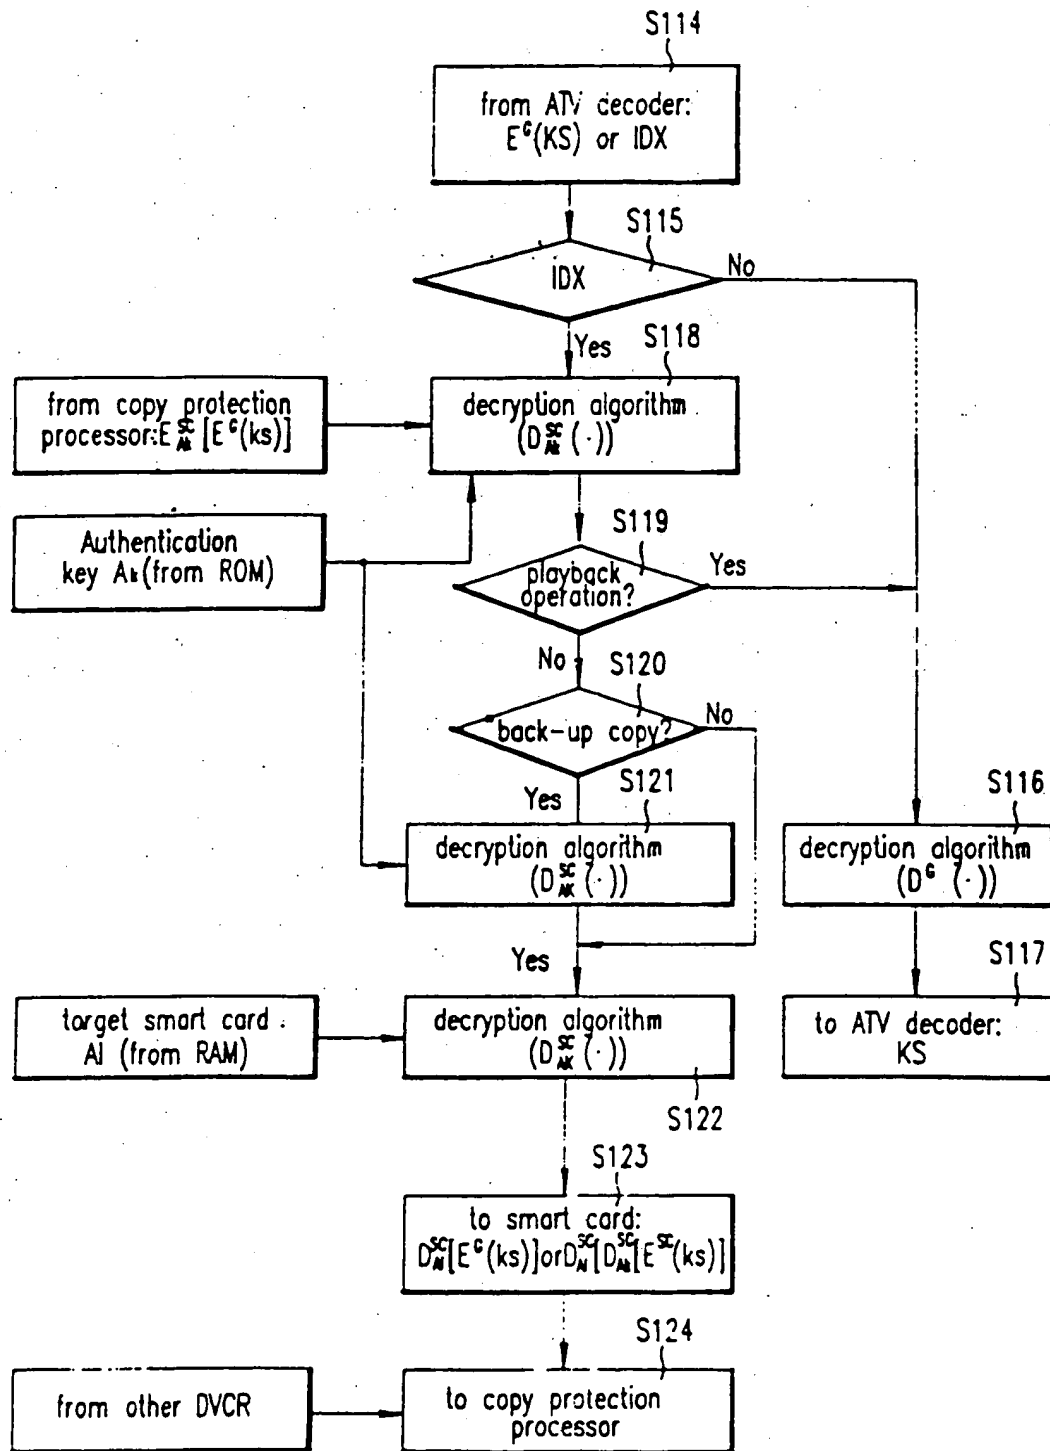 S114
from ATV decoder:
E^G(KS) or IDX
S115
IDX
No
Yes
S118
from copy protection
processor:E^SC_Ak[E^G(ks)]
decryption algorithm
(D^SC_Ak(·))
Authentication
key Ak(from ROM)
S119
playback
operation?
Yes
No
S120
back-up copy?
No
Yes
S121
decryption algorithm
(D^SC_AK(·))
S116
decryption algorithm
(D^G(·))
Yes
S117
target smart card :
AI (from RAM)
decryption algorithm
(D^SC_AK(·))
to ATV decoder:
KS
S122
S123
to smart card:
D^SC_AI[E^G(ks)]orD^SC_AI[D^SC_Ak[E^SC(ks)]
S124
from other DVCR
to copy protection
processor